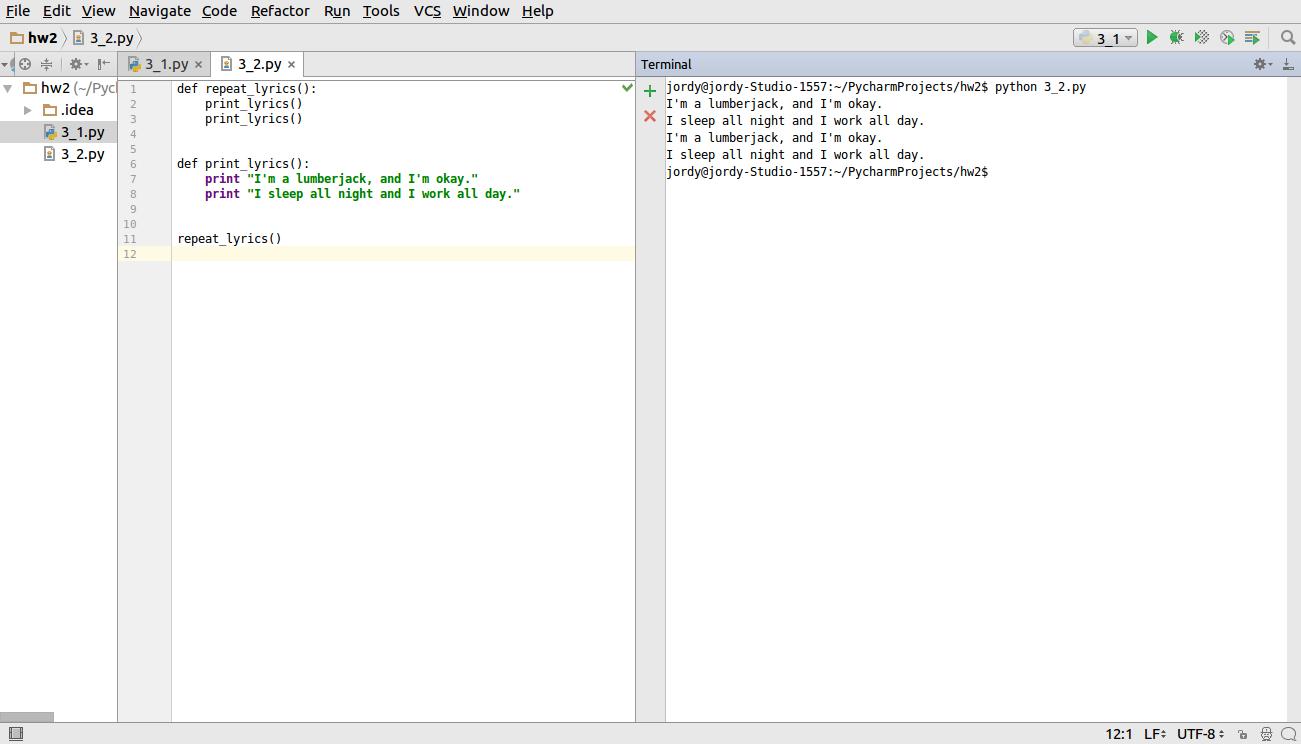 File Edit View Navigate Code Refactor Run Tools VCS Window Help
hw2 3_2.py 3_1
3_1.py 3_2.py Terminal
hw2 (~/Pycl
.idea
3_1.py
3_2.py
1 def repeat_lyrics():
2     print_lyrics()
3     print_lyrics()
4
5
6 def print_lyrics():
7     print "I'm a lumberjack, and I'm okay."
8     print "I sleep all night and I work all day."
9
10
11 repeat_lyrics()
12
jordy@jordy-Studio-1557:~/PycharmProjects/hw2$ python 3_2.py
I'm a lumberjack, and I'm okay.
I sleep all night and I work all day.
I'm a lumberjack, and I'm okay.
I sleep all night and I work all day.
jordy@jordy-Studio-1557:~/PycharmProjects/hw2$
12:1 LF UTF-8